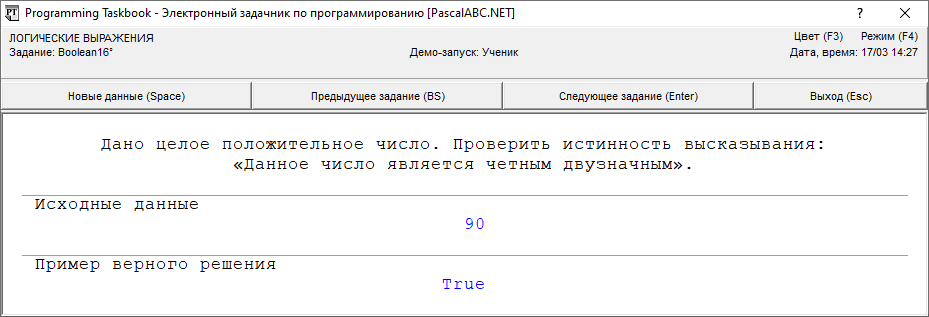 Programming Taskbook - Электронный задачник по программированию [PascalABC.NET]
ЛОГИЧЕСКИЕ ВЫРАЖЕНИЯ
Цвет (F3) Режим (F4)
Задание: Boolean16° Демо-запуск: Ученик Дата, время: 17/03 14:27
Новые данные (Space) Предыдущее задание (BS) Следующее задание (Enter) Выход (Esc)
Дано целое положительное число. Проверить истинность высказывания:
«Данное число является четным двузначным».
Исходные данные
90
Пример верного решения
True